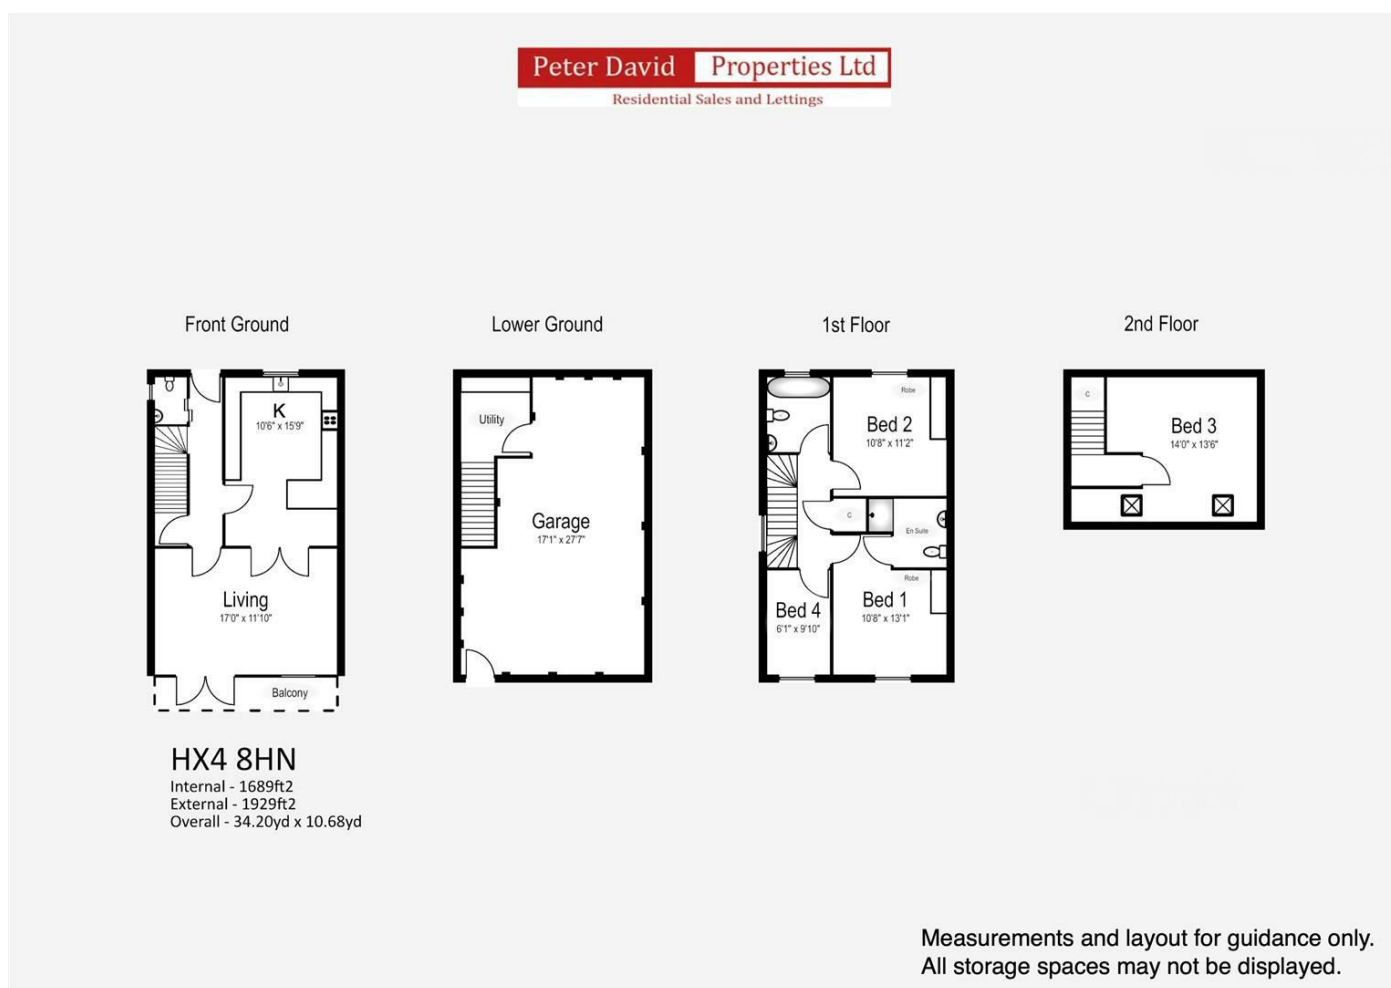 Peter David Properties Ltd
Residential Sales and Lettings
Front Ground
K
10'6" x 15'9"
Living
17'0" x 11'10"
Balcony
Lower Ground
Utility
Garage
17'1" x 27'7"
1st Floor
Robe
Bed 2
10'8" x 11'2"
C
En Suite
Robe
Bed 1
10'8" x 13'1"
Bed 4
6'1" x 9'10"
2nd Floor
C
Bed 3
14'0" x 13'6"
HX4 8HN
Internal - 1689ft2
External - 1929ft2
Overall - 34.20yd x 10.68yd
Measurements and layout for guidance only.
All storage spaces may not be displayed.